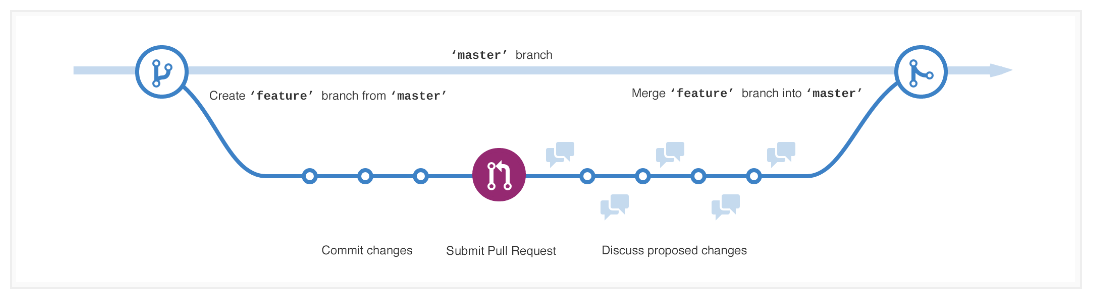 ‘master’ branch
Create ‘feature’ branch from ‘master’
Merge ‘feature’ branch into ‘master’
Commit changes
Submit Pull Request
Discuss proposed changes